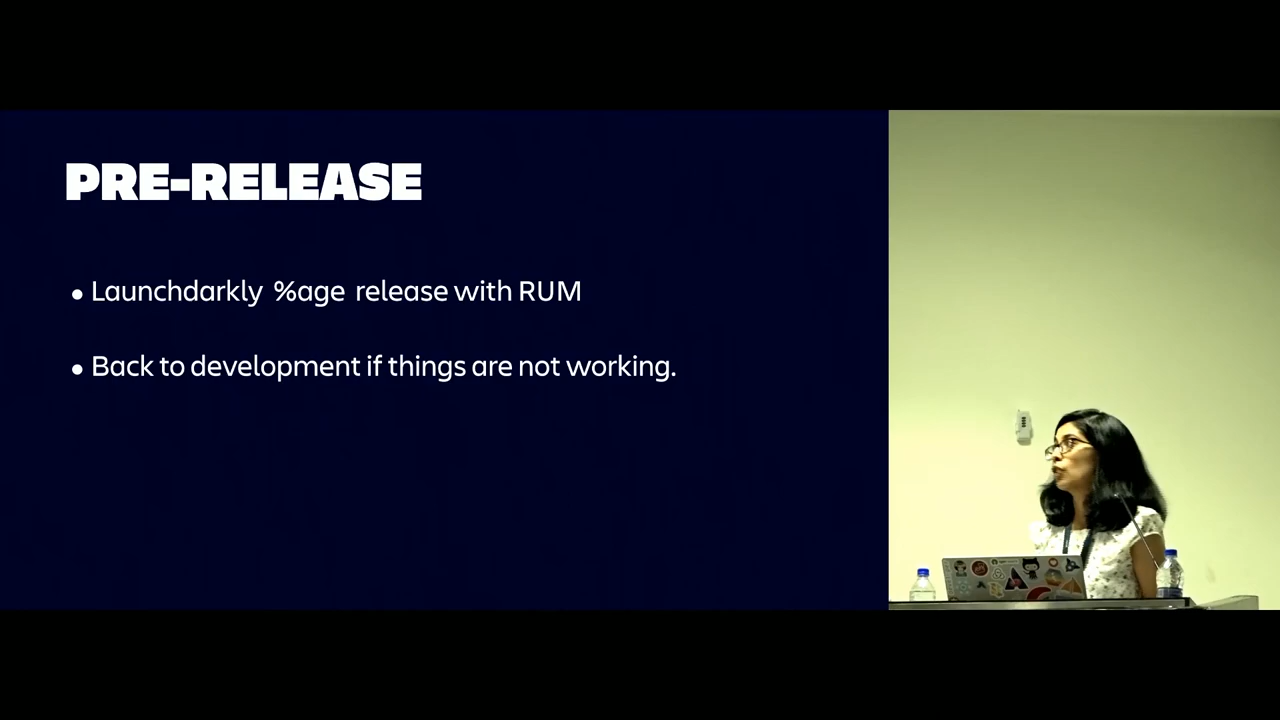 PRE-RELEASE
• Launchdarkly %age release with RUM
• Back to development if things are not working.